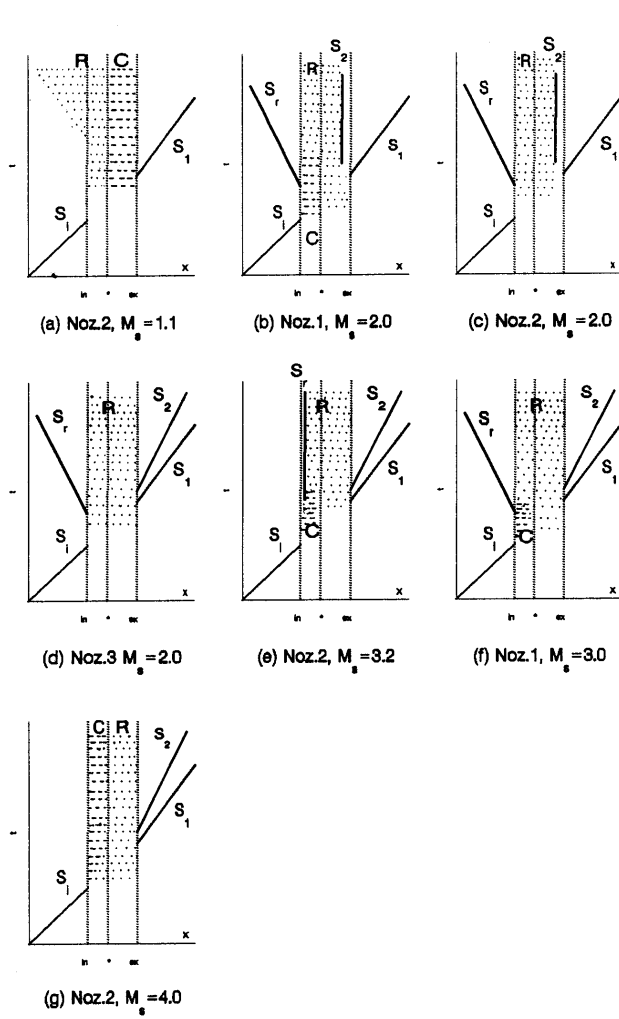 R C
S1
Si
t
x
in * ex
(a) Noz.2, Ms=1.1
S2
R
Sr
S1
Si
C
t
x
in * ex
(b) Noz.1, Ms=2.0
S2
R
Sr
S1
Si
t
x
in * ex
(c) Noz.2, Ms=2.0
S2
R
Sr
S1
Si
t
x
in * ex
(d) Noz.3 Ms=2.0
S
S2
R
S1
Si
C
t
x
in * ex
(e) Noz.2, Ms=3.2
S2
R
Sr
S1
Si
C
t
x
in * ex
(f) Noz.1, Ms=3.0
C R
S2
S1
Si
t
x
in * ex
(g) Noz.2, Ms=4.0